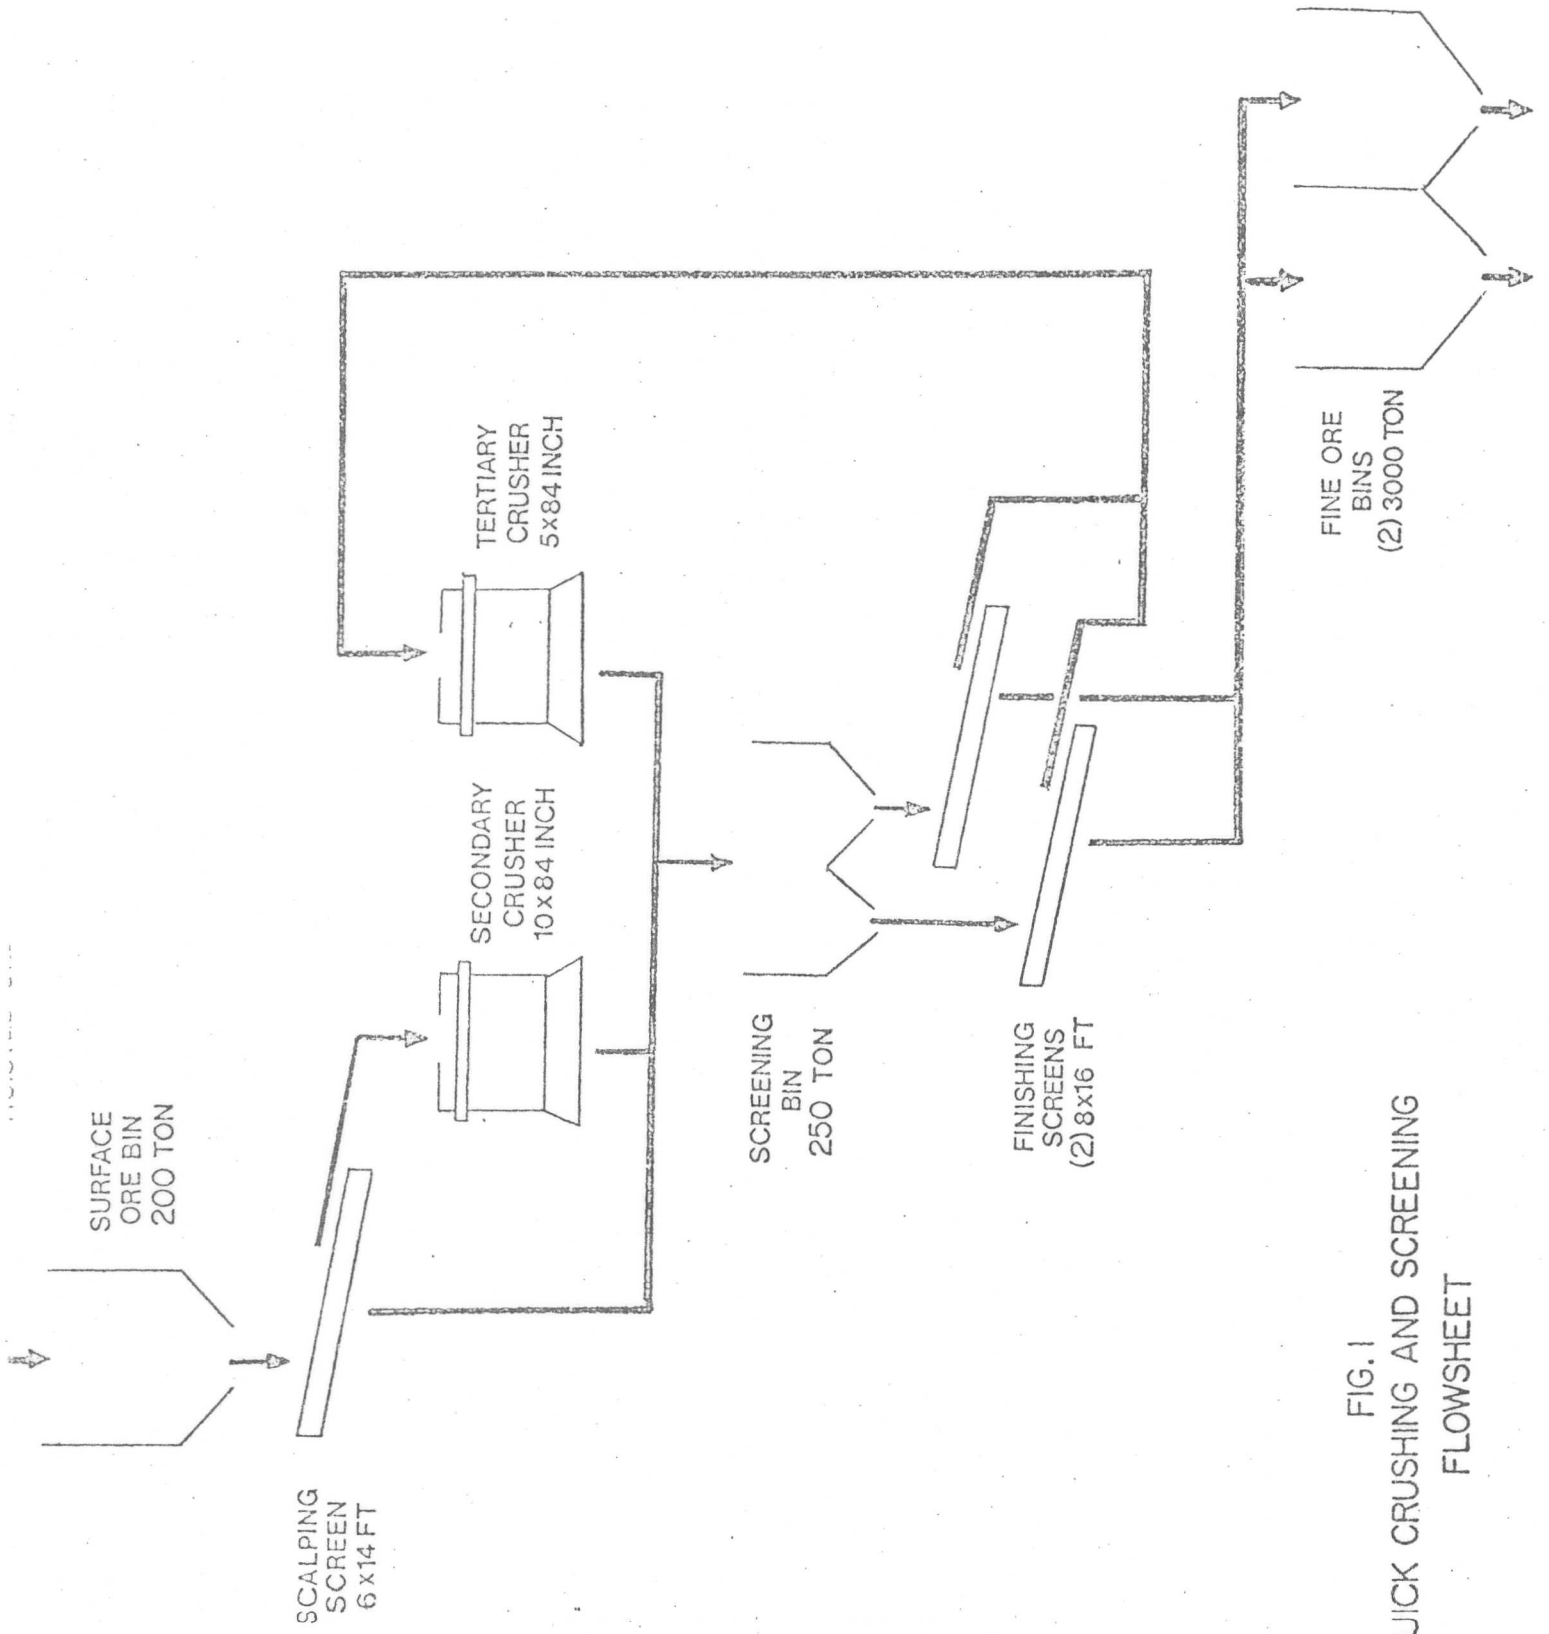 SURFACE
ORE BIN
200 TON
SCALPING
SCREEN
6x14 FT
SECONDARY
CRUSHER
10x84 INCH
TERTIARY
CRUSHER
5x84 INCH
SCREENING
BIN
250 TON
FINISHING
SCREENS
(2) 8x16 FT
FINE ORE
BINS
(2) 3000 TON
FIG. 1
UICK CRUSHING AND SCREENING
FLOWSHEET